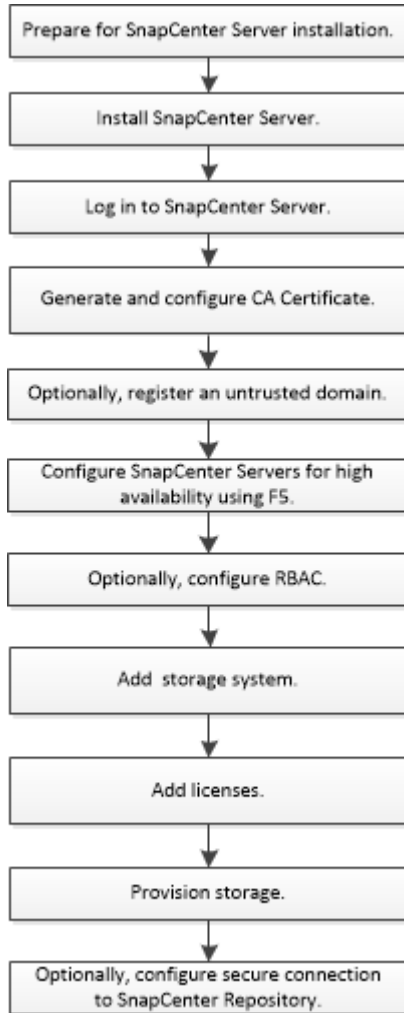 Prepare for SnapCenter Server installation.
Install SnapCenter Server.
Log in to SnapCenter Server.
Generate and configure CA Certificate.
Optionally, register an untrusted domain.
Configure SnapCenter Servers for high
availability using F5.
Optionally, configure RBAC.
Add storage system.
Add licenses.
Provision storage.
Optionally, configure secure connection
to SnapCenter Repository.